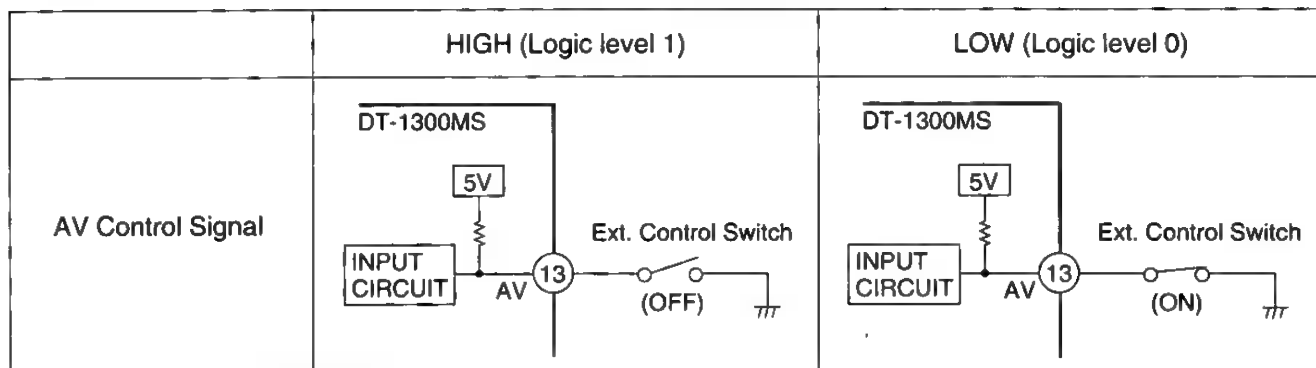 HIGH (Logic level 1)
LOW (Logic level 0)
AV Control Signal
DT-1300MS
5V
INPUT
CIRCUIT
AV
13
Ext. Control Switch
(OFF)
DT-1300MS
5V
INPUT
CIRCUIT
AV
13
Ext. Control Switch
(ON)